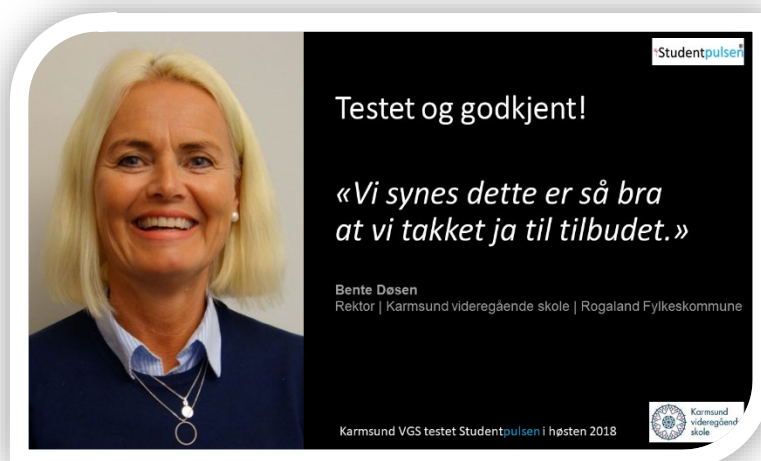 Studentpulsen
Testet og godkjent!
«Vi synes dette er så bra
at vi takket ja til tilbudet.»
Bente Døsen
Rektor | Karmsund videregående skole | Rogaland Fylkeskommune
Karmsund VGS testet Studentpulsen i høsten 2018
Karmsund
videregående
skole